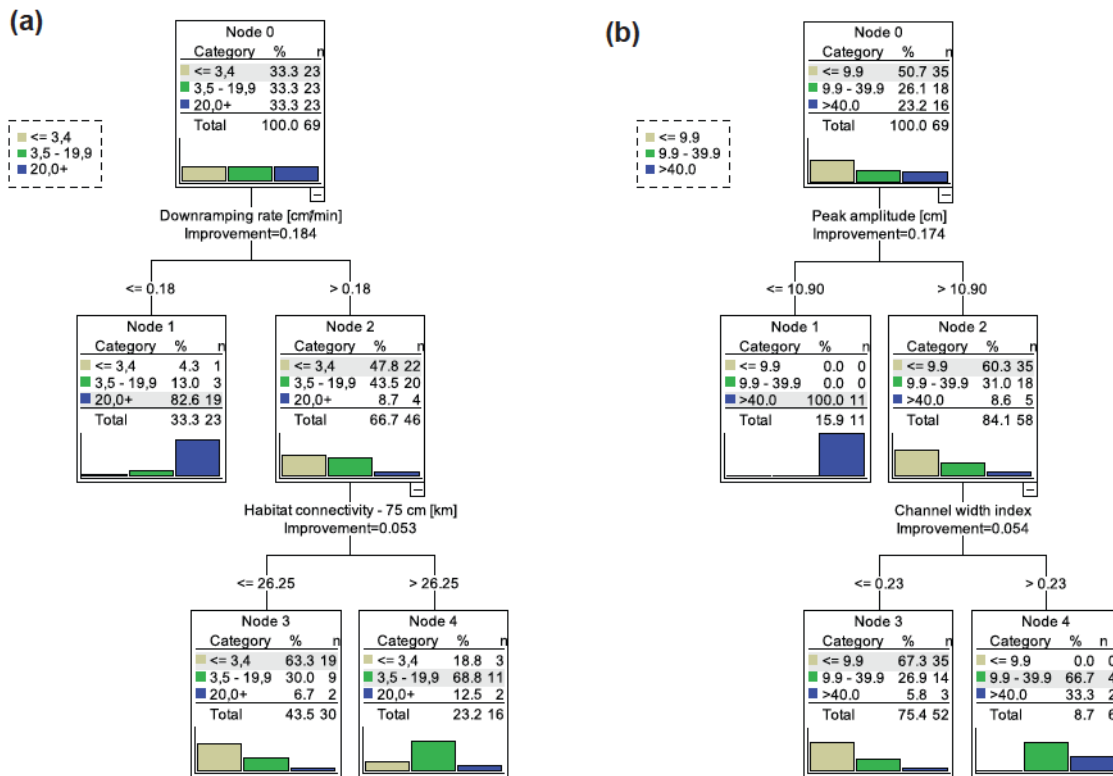 (a)
Node 0
Category % n
<= 3,4 33.3 23
3,5 - 19,9 33.3 23
20,0+ 33.3 23
Total 100.0 69
<= 3,4
3,5 - 19,9
20,0+
Downramping rate [cm/min]
Improvement=0.184
<= 0.18
> 0.18
Node 1
Category % n
<= 3,4 4.3 1
3,5 - 19,9 13.0 3
20,0+ 82.6 19
Total 33.3 23
Node 2
Category % n
<= 3,4 47.8 22
3,5 - 19,9 43.5 20
20,0+ 8.7 4
Total 66.7 46
Habitat connectivity - 75 cm [km]
Improvement=0.053
<= 26.25
> 26.25
Node 3
Category % n
<= 3,4 63.3 19
3,5 - 19,9 30.0 9
20,0+ 6.7 2
Total 43.5 30
Node 4
Category % n
<= 3,4 18.8 3
3,5 - 19,9 68.8 11
20,0+ 12.5 2
Total 23.2 16
(b)
Node 0
Category % n
<= 9.9 50.7 35
9.9 - 39.9 26.1 18
>40.0 23.2 16
Total 100.0 69
<= 9.9
9.9 - 39.9
>40.0
Peak amplitude [cm]
Improvement=0.174
<= 10.90
> 10.90
Node 1
Category % n
<= 9.9 0.0 0
9.9 - 39.9 0.0 0
>40.0 100.0 11
Total 15.9 11
Node 2
Category % n
<= 9.9 60.3 35
9.9 - 39.9 31.0 18
>40.0 8.6 5
Total 84.1 58
Channel width index
Improvement=0.054
<= 0.23
> 0.23
Node 3
Category % n
<= 9.9 67.3 35
9.9 - 39.9 26.9 14
>40.0 5.8 3
Total 75.4 52
Node 4
Category % n
<= 9.9 0.0 0
9.9 - 39.9 66.7 4
>40.0 33.3 2
Total 8.7 6